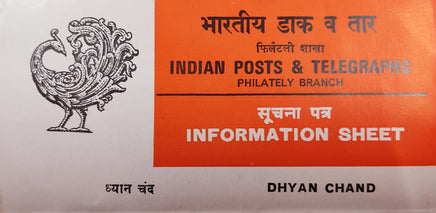 भारतीय डाक व तार
फिलैटली शाखा
INDIAN POSTS & TELEGRAPHS
PHILATELY BRANCH
सूचना पत्र
INFORMATION SHEET
ध्यान चंद DHYAN CHAND